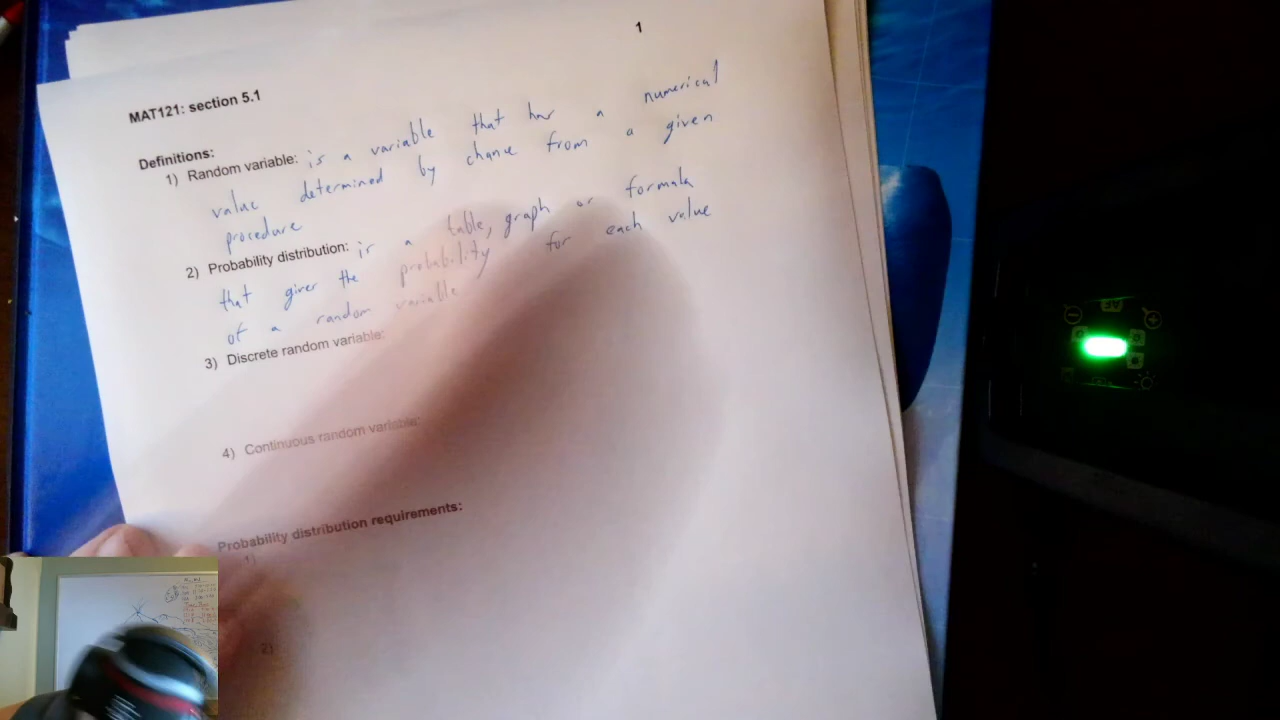 1
MAT121: section 5.1
Definitions:
1) Random variable: is a variable that has a numerical
value determined by chance from a given
procedure
2) Probability distribution: is a table, graph or formula
that gives the probability for each value
of a random variable
3) Discrete random variable:
4) Continuous random variable:
Probability distribution requirements:
1)
2)